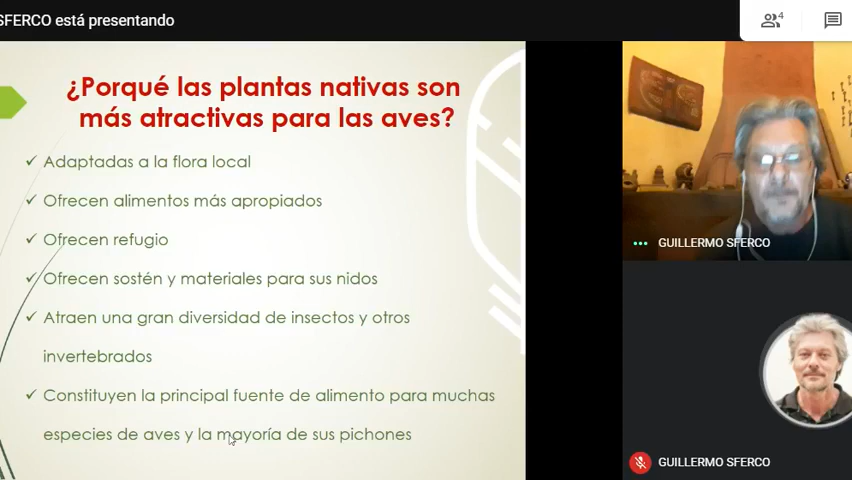 SFERCO está presentando
4
¿Porqué las plantas nativas son
más atractivas para las aves?
✓ Adaptadas a la flora local
✓ Ofrecen alimentos más apropiados
✓ Ofrecen refugio
✓ Ofrecen sostén y materiales para sus nidos
✓ Atraen una gran diversidad de insectos y otros
invertebrados
✓ Constituyen la principal fuente de alimento para muchas
especies de aves y la mayoría de sus pichones
GUILLERMO SFERCO
GUILLERMO SFERCO